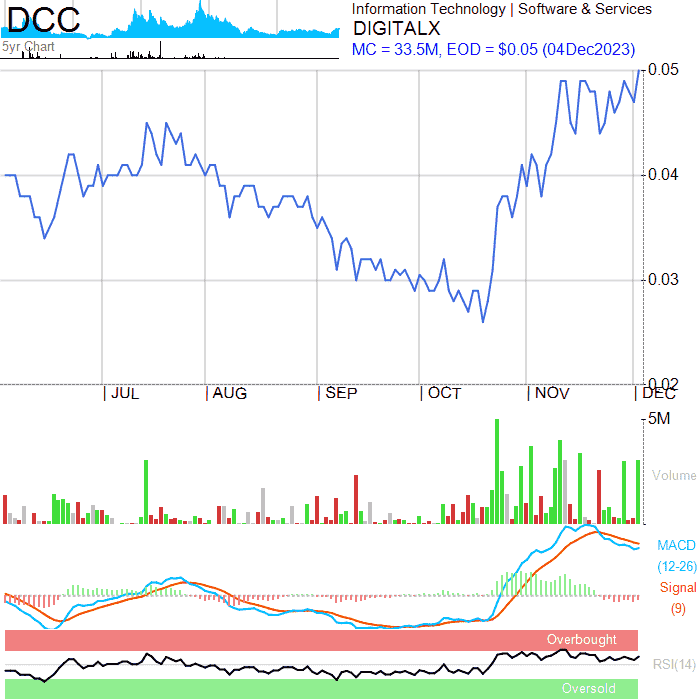 DCC
5yr Chart
Information Technology | Software & Services
DIGITALX
MC = 33.5M, EOD = $0.05 (04Dec2023)
0.05
0.04
0.03
0.02
JUL
AUG
SEP
OCT
NOV
DEC
5M
Volume
MACD
(12-26)
Signal
(9)
Overbought
RSI(14)
Oversold